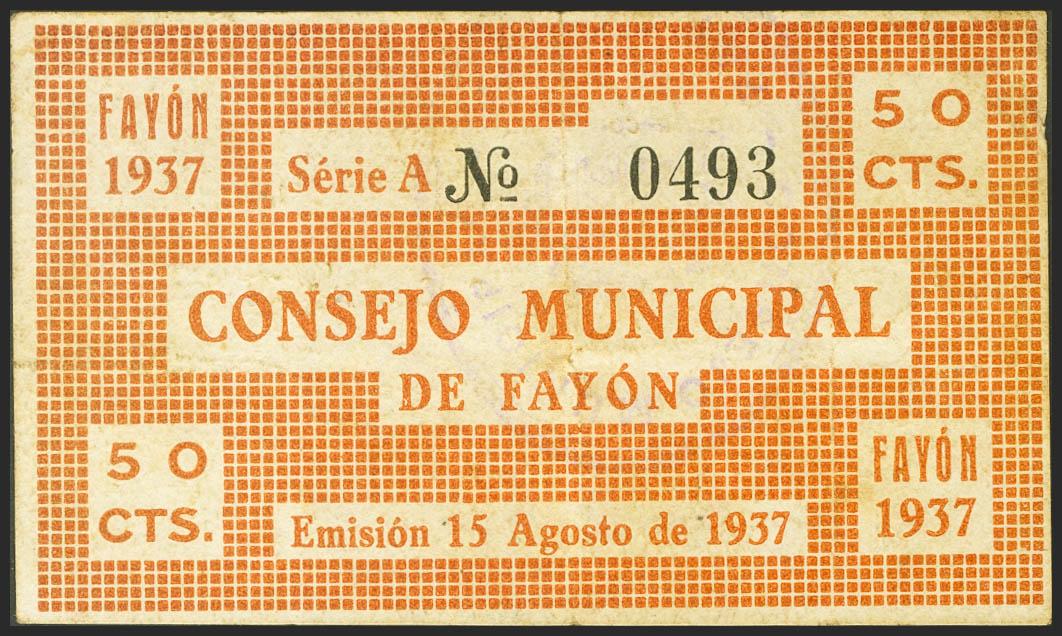 FAYÓN
1937
Série A Nº 0493
50
CTS.
CONSEJO MUNICIPAL
DE FAYÓN
50
CTS.
Emisión 15 Agosto de 1937
FAYÓN
1937